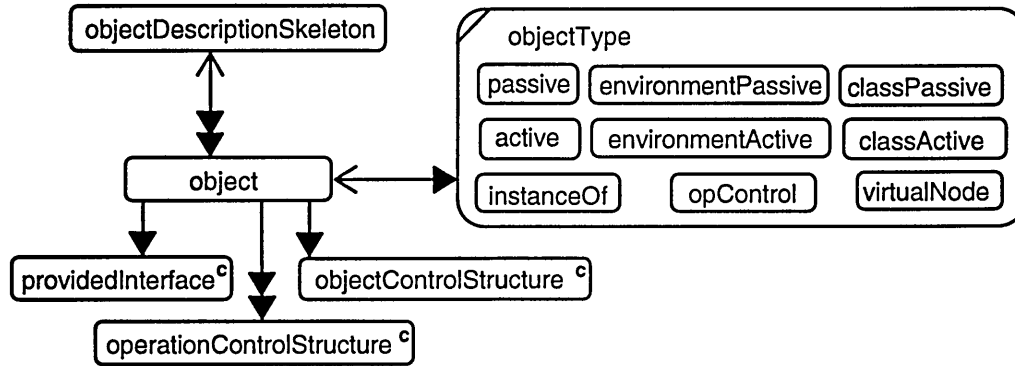 objectDescriptionSkeleton
objectType
passive environmentPassive classPassive
active environmentActive classActive
instanceOf opControl virtualNode
object
providedInterface c
objectControlStructure c
operationControlStructure c